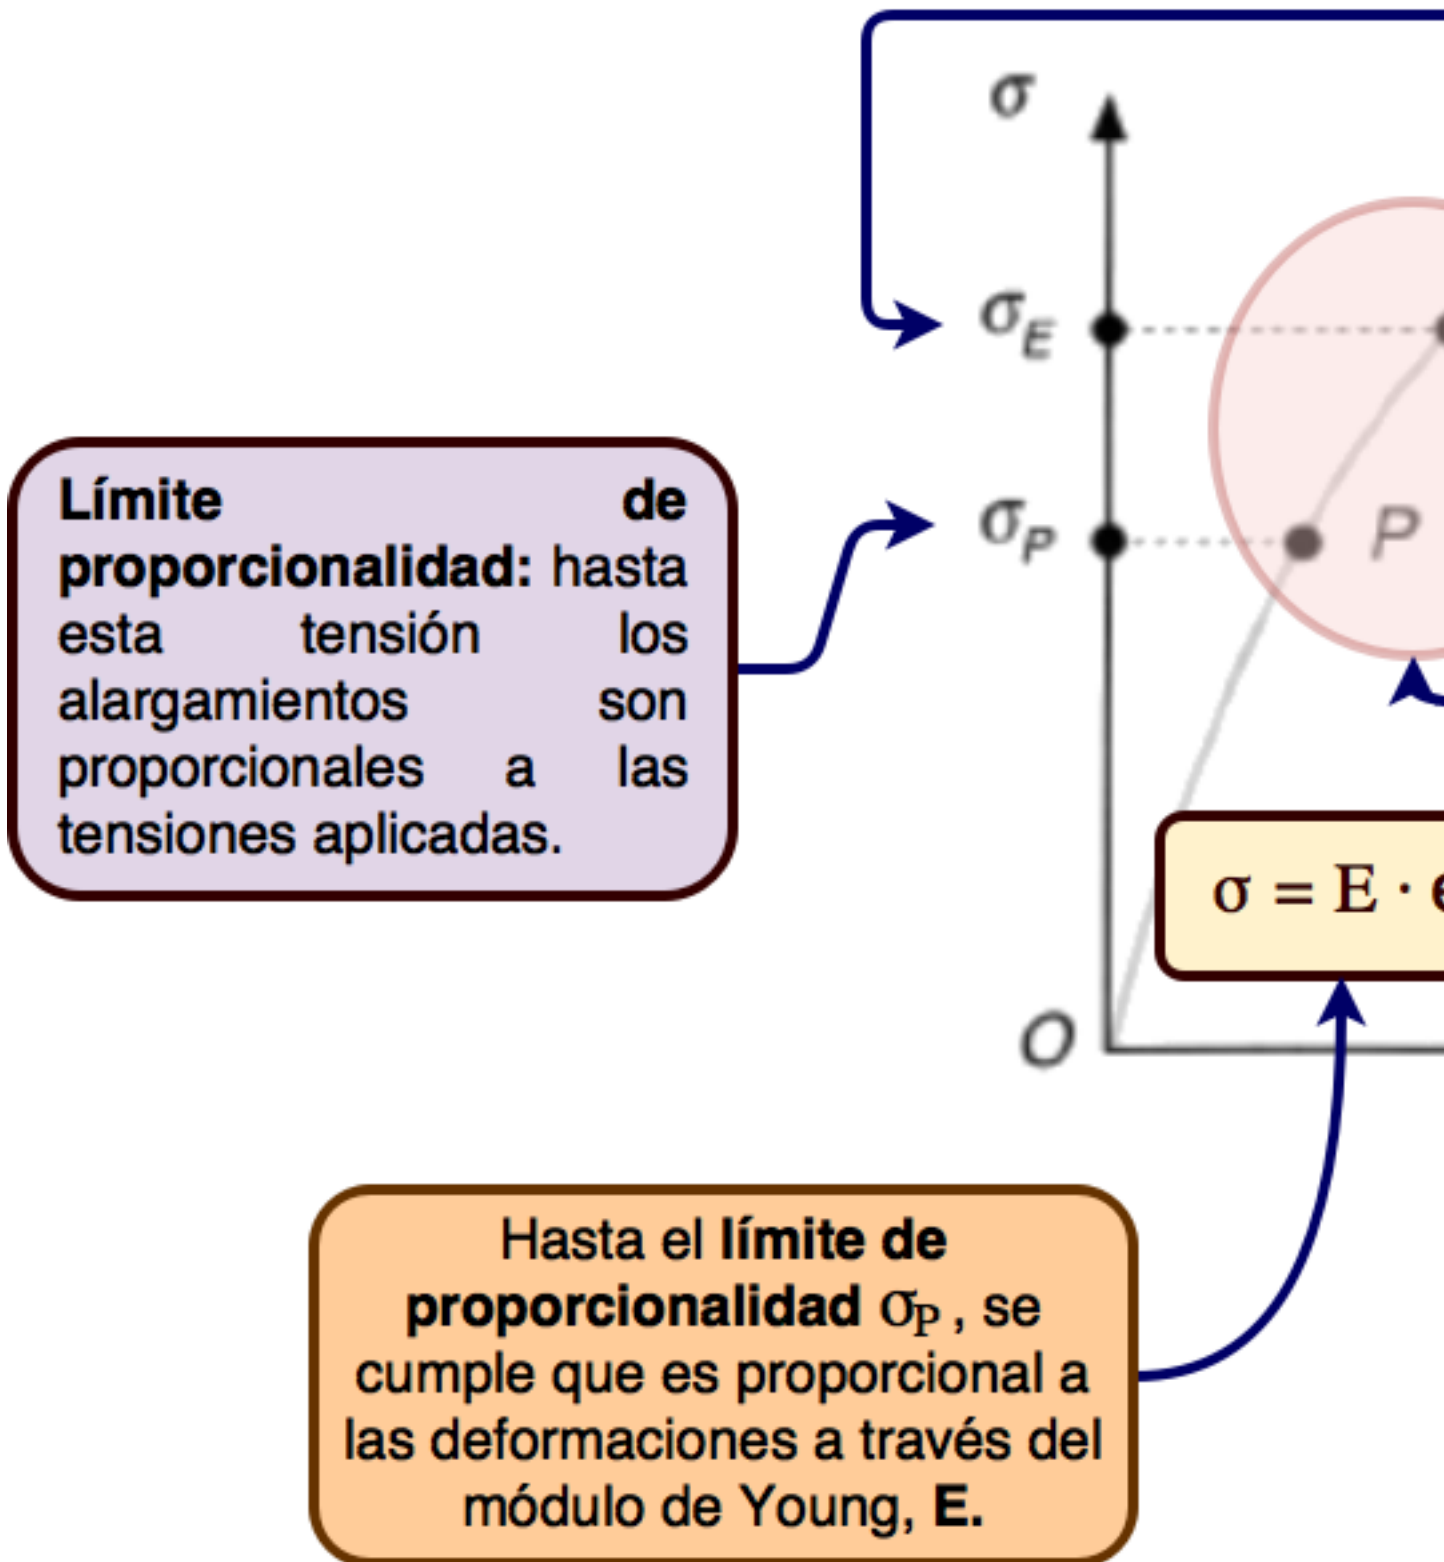 σ
σE
Límite de
proporcionalidad: hasta
esta tensión los
alargamientos son
proporcionales a las
tensiones aplicadas.
σP
P
σ = E ·
O
Hasta el límite de
proporcionalidad σP , se
cumple que es proporcional a
las deformaciones a través del
módulo de Young, E.